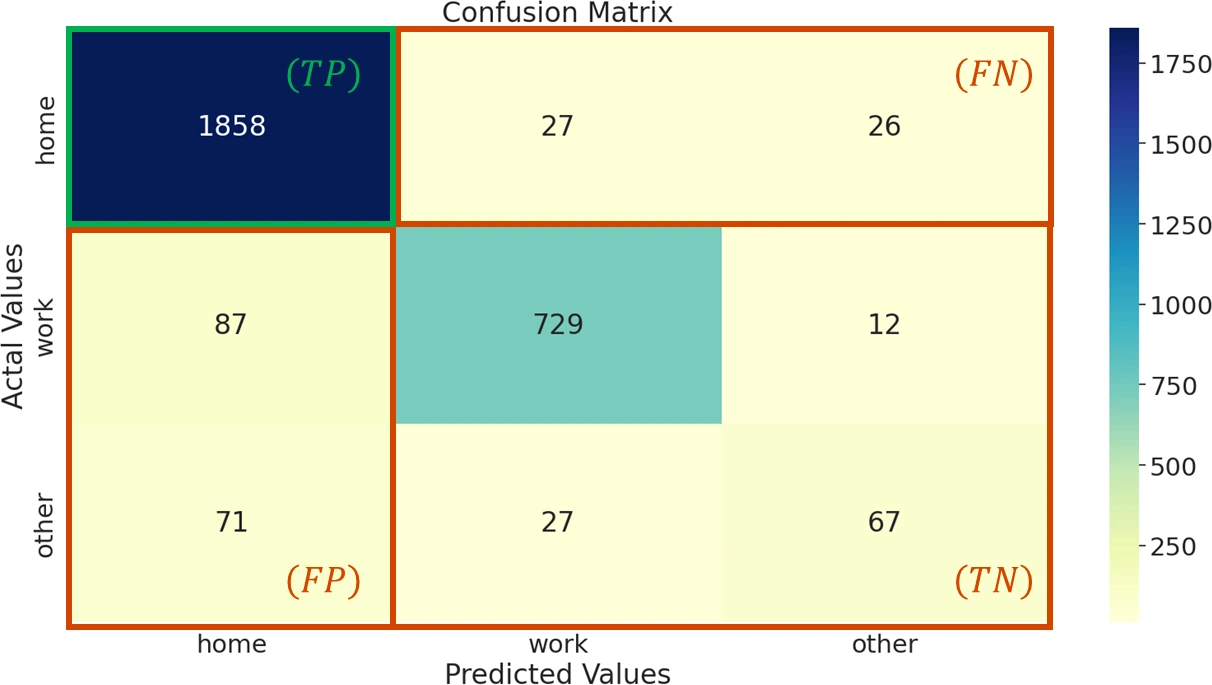 Confusion Matrix
(TP)
(FN)
home
1858
27
26
1750
1500
1250
1000
750
500
250
Actal Values
work
87
729
12
other
71
27
67
(FP)
(TN)
home
work
other
Predicted Values